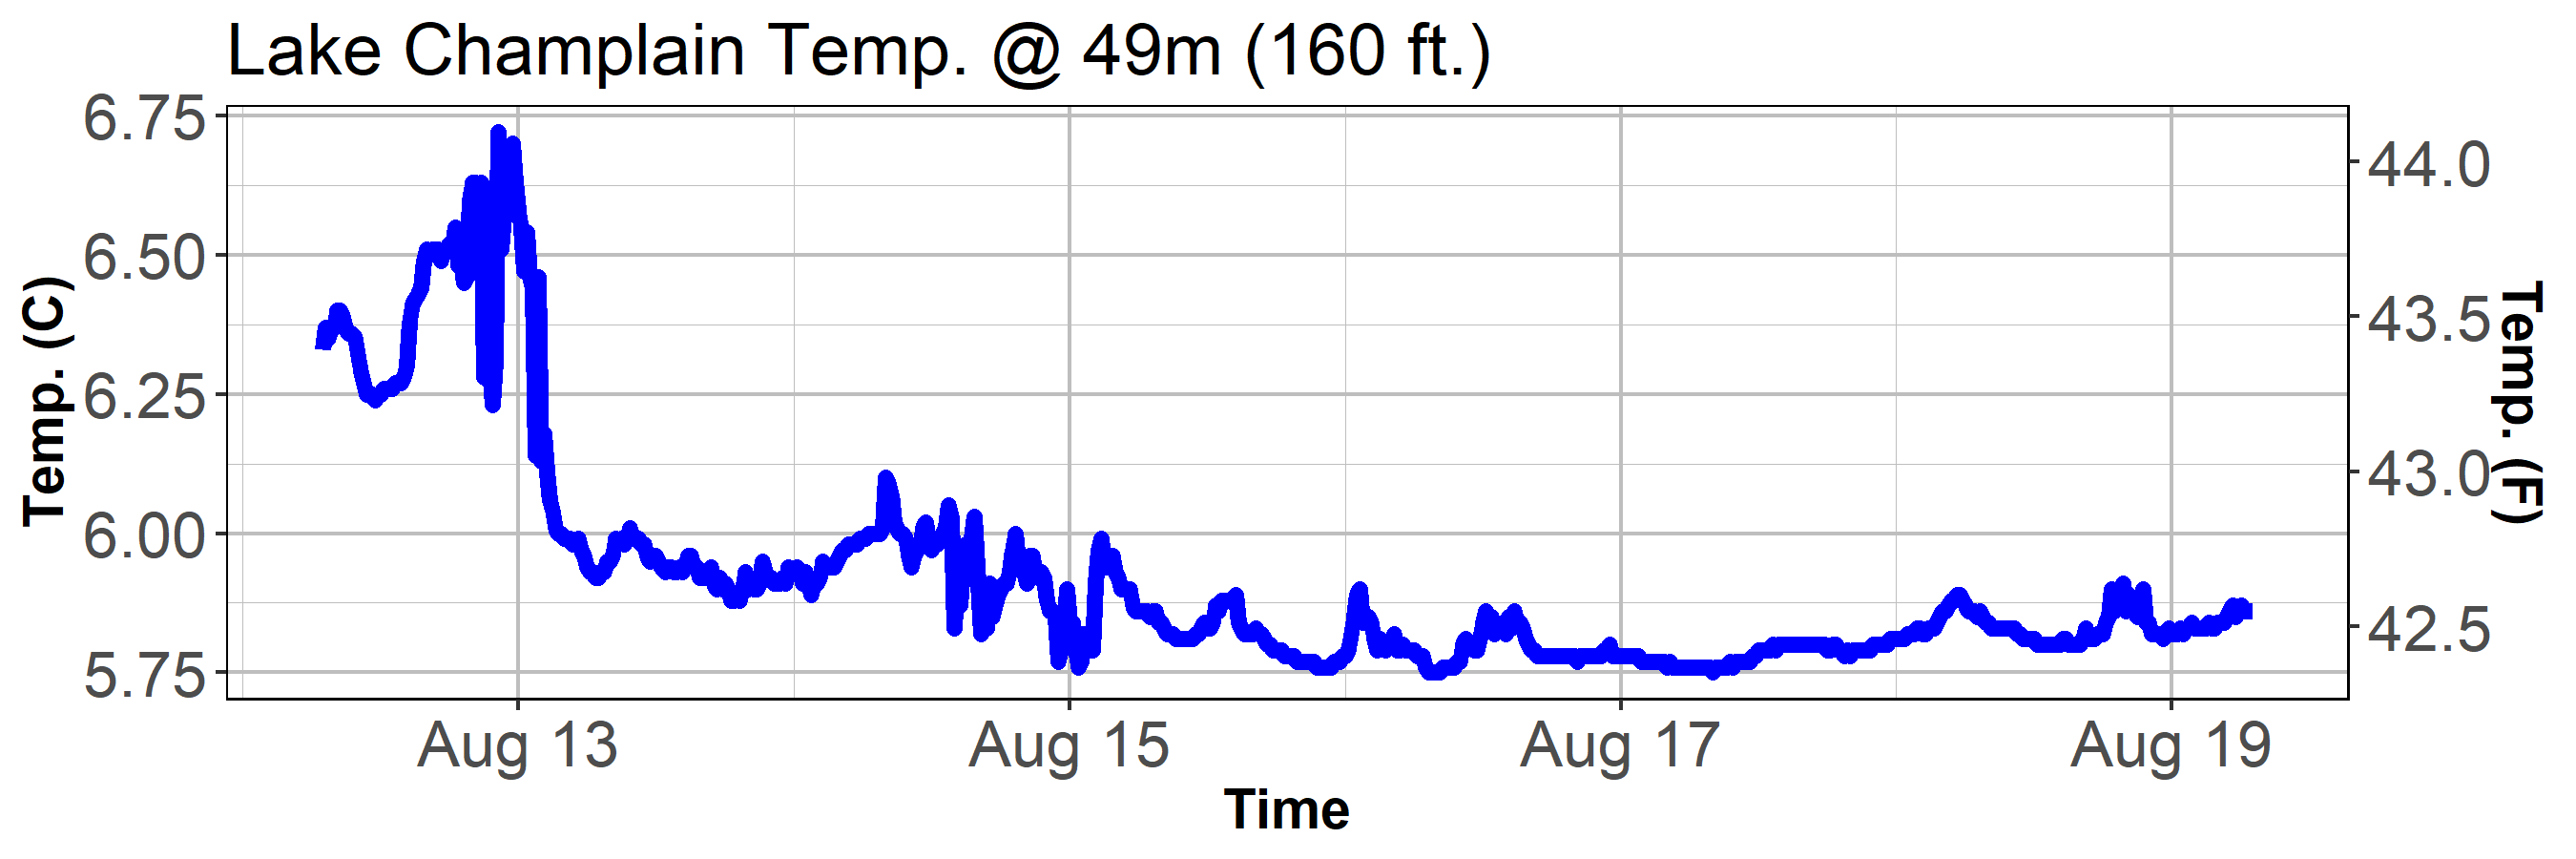 Lake Champlain Temp. @ 49m (160 ft.)
6.75
6.50
6.25
6.00
5.75
Temp. (C)
44.0
43.5
43.0
42.5
Temp. (F)
Aug 13 Aug 15 Aug 17 Aug 19
Time